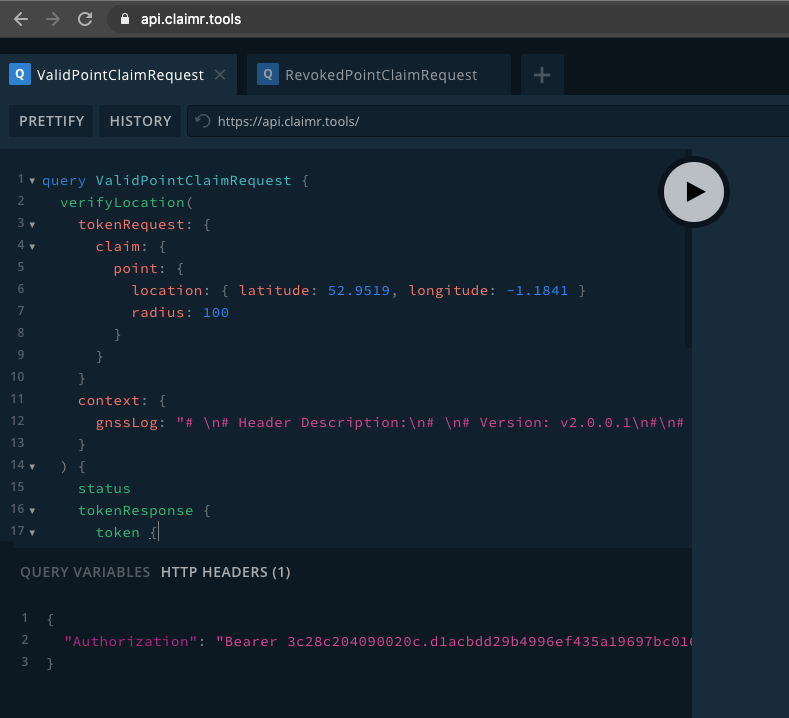 api.claimr.tools
Q ValidPointClaimRequest × Q RevokedPointClaimRequest +
PRETTIFY HISTORY https://api.claimr.tools/
1 query ValidPointClaimRequest {
2 verifyLocation(
3 tokenRequest: {
4 claim: {
5 point: {
6 location: { latitude: 52.9519, longitude: -1.1841 }
7 radius: 100
8 }
9 }
10 }
11 context: {
12 gnssLog: "# \n# Header Description:\n# \n# Version: v2.0.0.1\n#\n#
13 }
14 ) {
15 status
16 tokenResponse {
17 token {
QUERY VARIABLES HTTP HEADERS (1)
1 {
2 "Authorization": "Bearer 3c28c204090020c.d1acbdd29b4996ef435a19697bc016
3 }